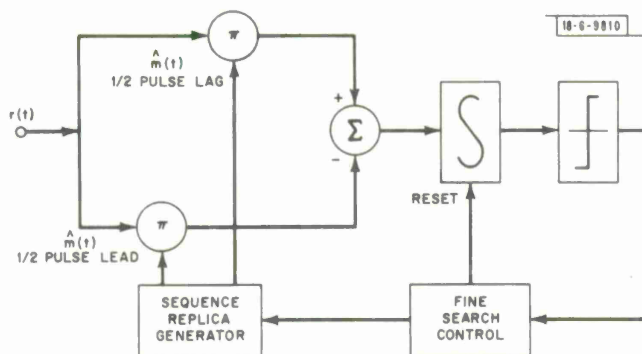 18-6-9810
π
m̂(t)
1/2 PULSE LAG
r(t)
+
Σ
-
∫
RESET
π
m̂(t)
1/2 PULSE LEAD
SEQUENCE
REPLICA
GENERATOR
FINE
SEARCH
CONTROL